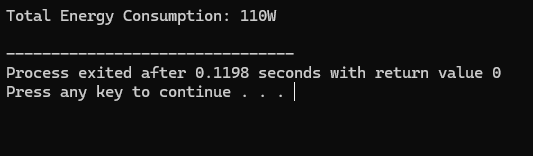 Total Energy Consumption: 110W
--------------------------------
Process exited after 0.1198 seconds with return value 0
Press any key to continue . . .